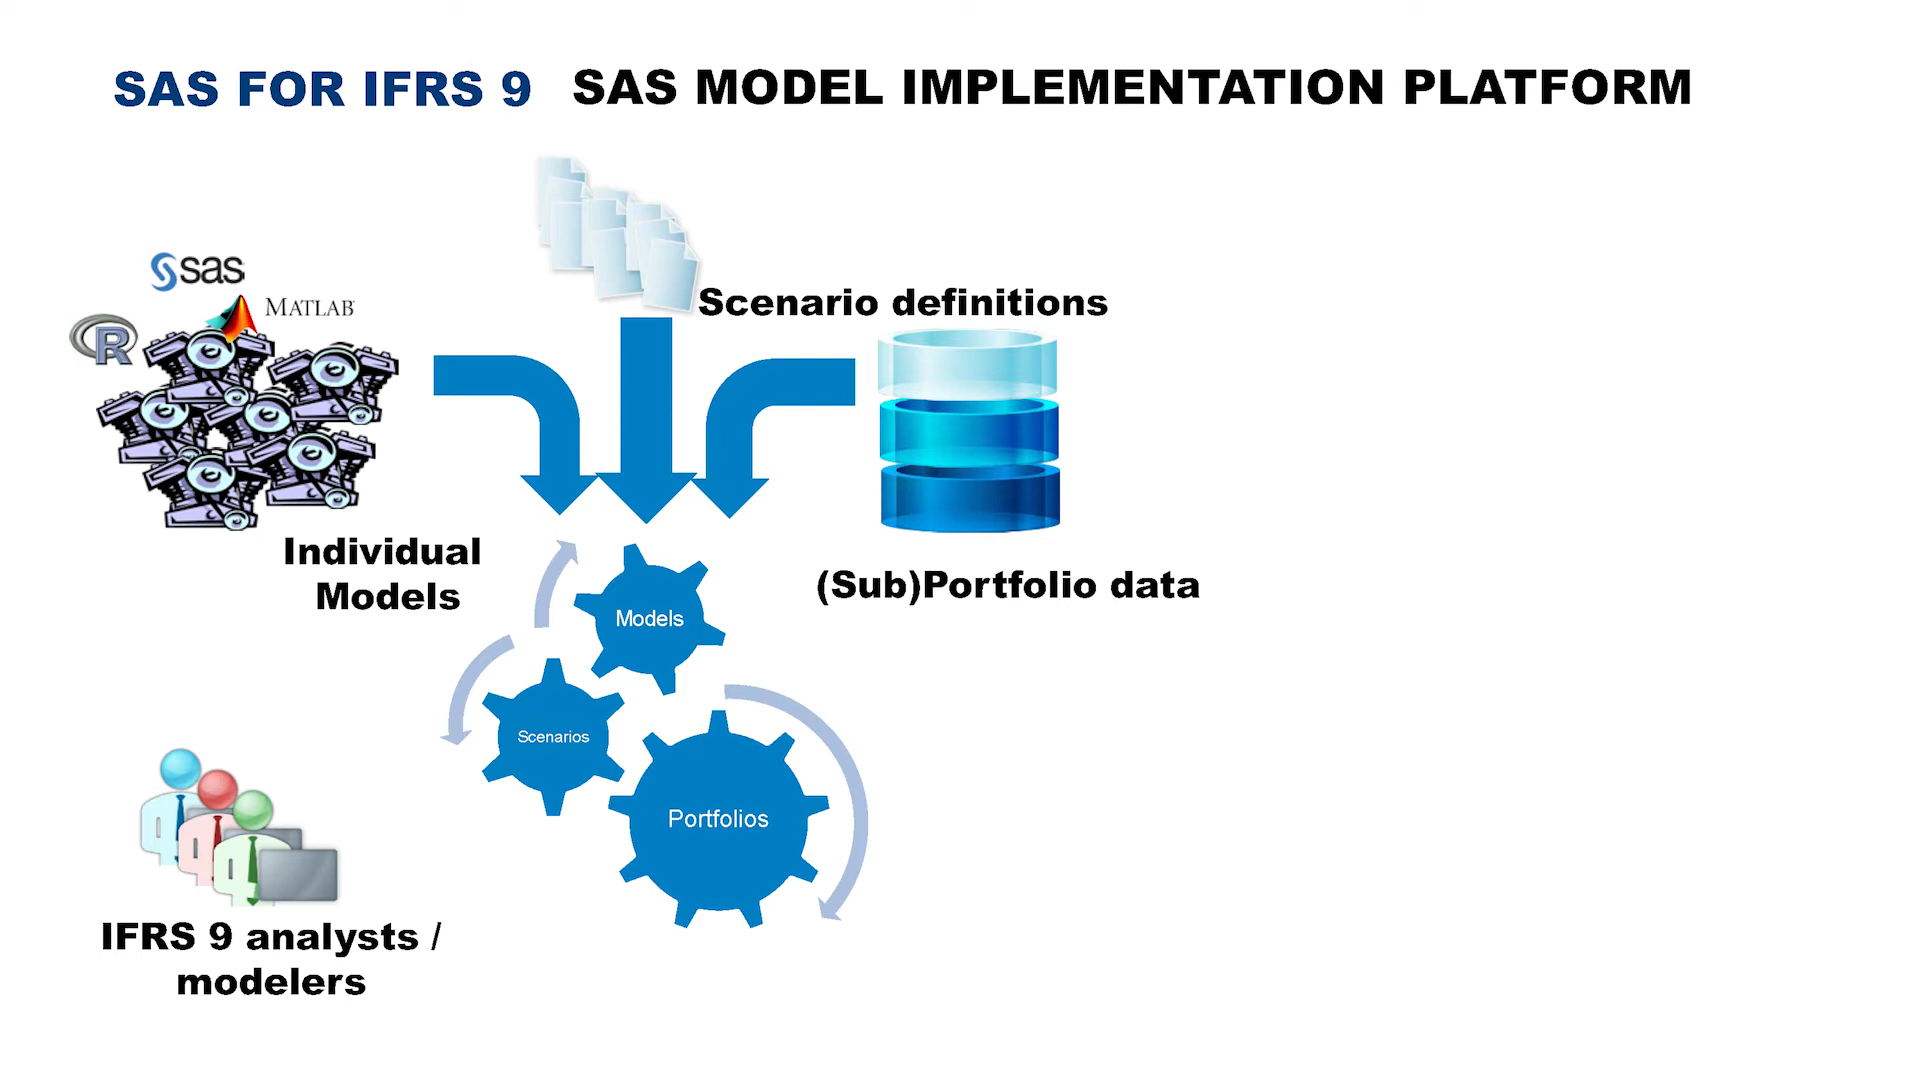 SAS FOR IFRS 9 SAS MODEL IMPLEMENTATION PLATFORM
sas
MATLAB
R
Scenario definitions
Individual
Models
(Sub)Portfolio data
Models
Scenarios
Portfolios
IFRS 9 analysts /
modelers